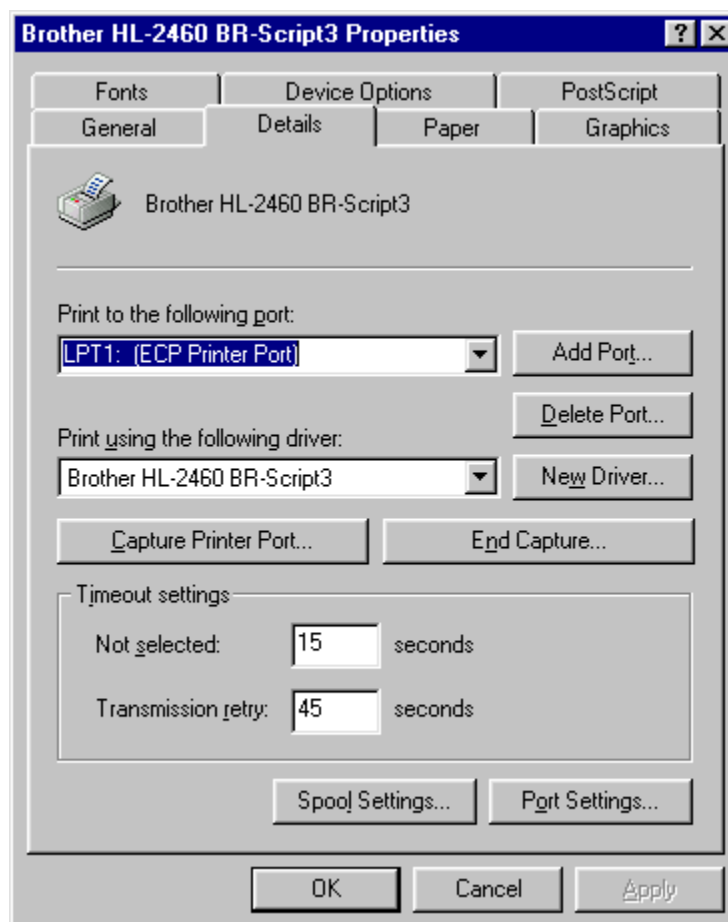 Brother HL-2460 BR-Script3 Properties
Fonts Device Options PostScript
General Details Paper Graphics
Brother HL-2460 BR-Script3
Print to the following port:
LPT1: (ECP Printer Port) Add Port...
Delete Port...
Print using the following driver:
Brother HL-2460 BR-Script3 New Driver...
Capture Printer Port... End Capture...
Timeout settings
Not selected: 15 seconds
Transmission retry: 45 seconds
Spool Settings... Port Settings...
OK Cancel Apply